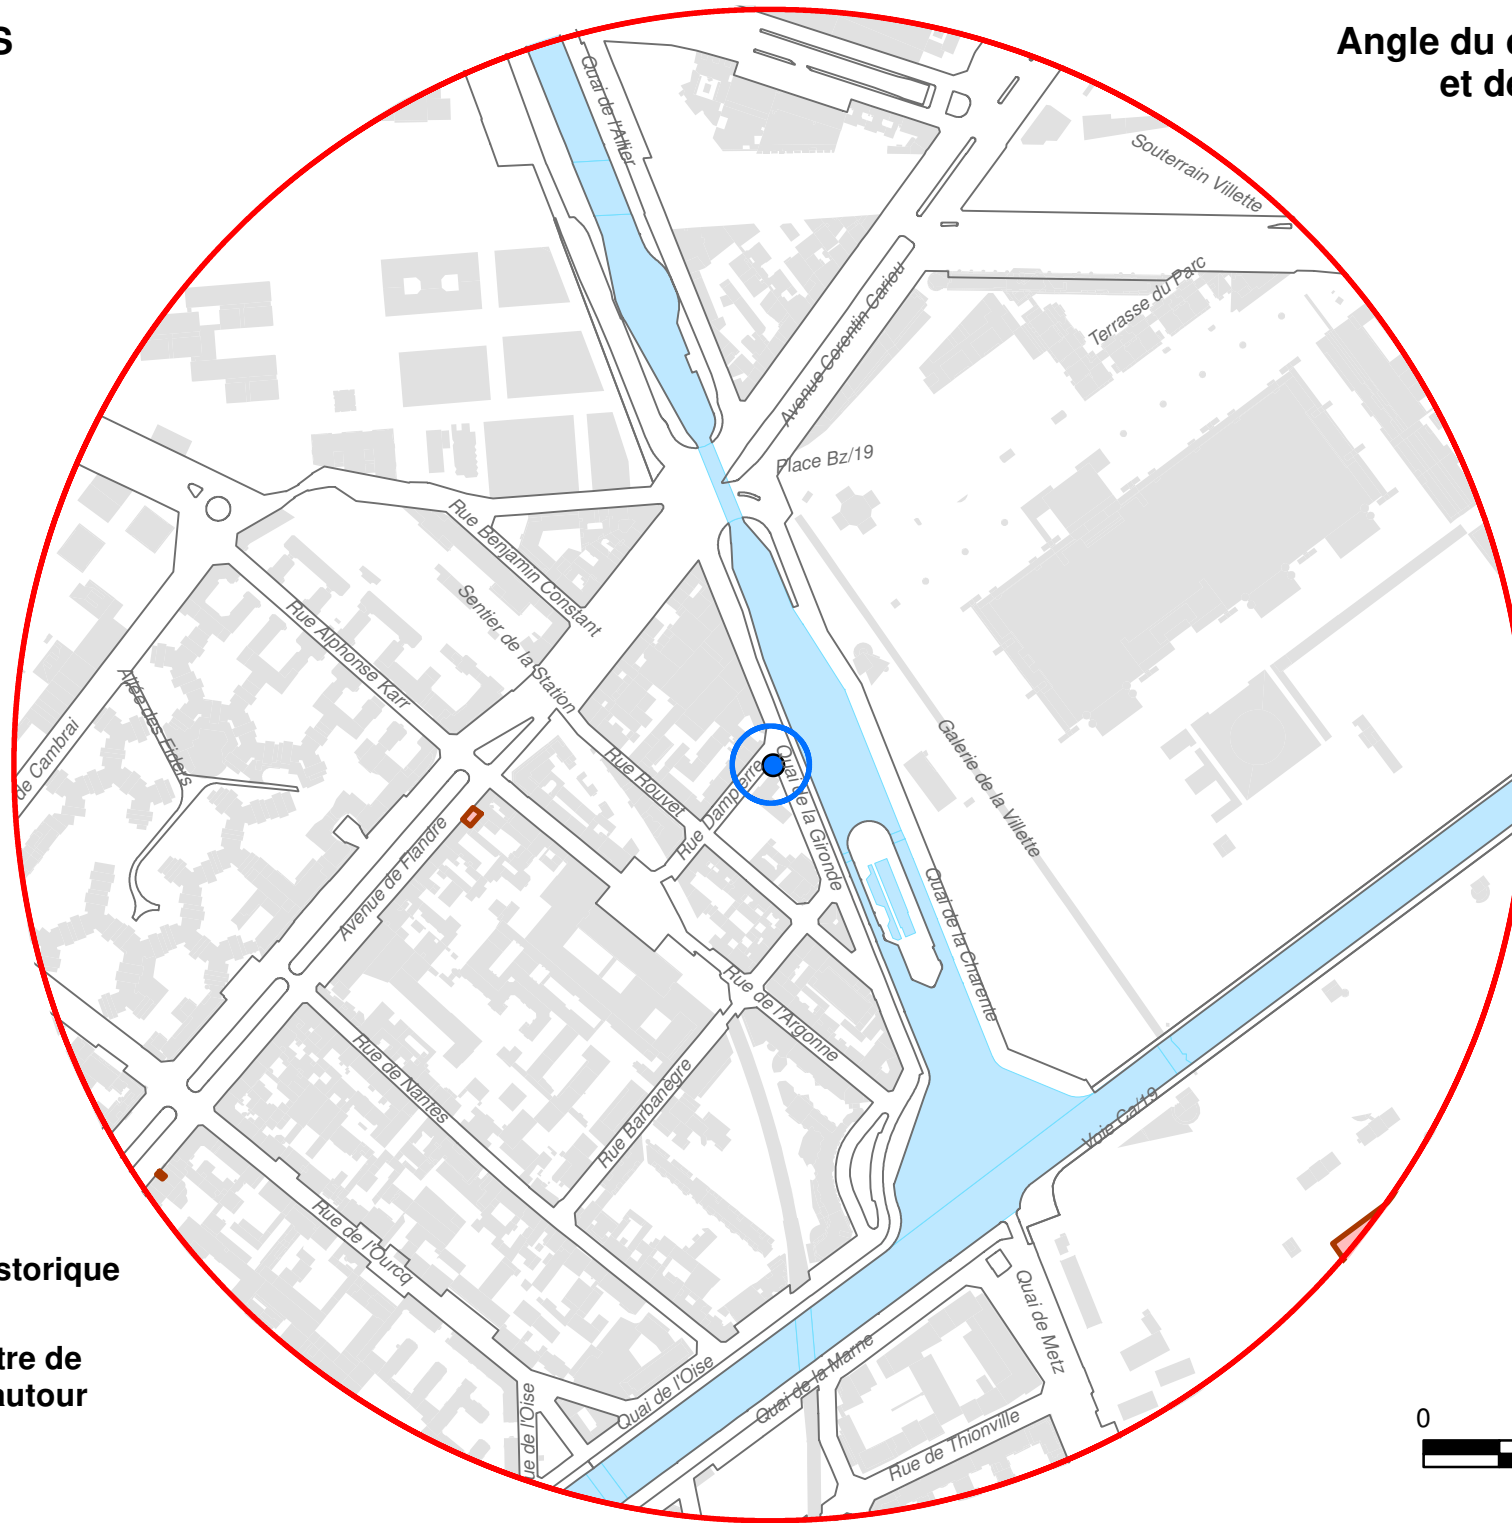 S
Angle du
et de
Quai de l'Allier
Souterrain Villette
Terrasse du Parc
Avenue Corentin Cariou
Place Bz/19
Rue Benjamin Constant
Sentier de la Station
Rue Alphonse Karr
Allée des Eiders
de Cambrai
Rue Rouvet
Rue Dampierre
Quai de la Gironde
Galerie de la Villette
Avenue de Flandre
Quai de la Charente
Rue de l'Argonne
Rue de Nantes
Rue Barbanegre
Voie Ca/19
Rue de l'Ourcq
storique
Quai de Metz
tre de
autour
Quai de l'Oise
Quai de la Marne
ue de l'Oise
Rue de Thionville
0